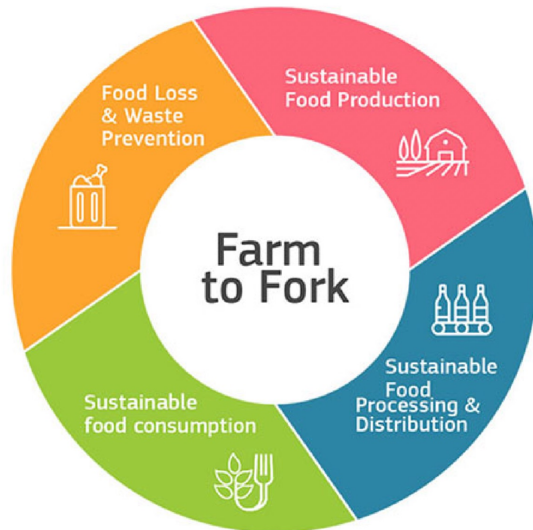 Farm
to Fork
Sustainable
Food Production
Sustainable
Food
Processing &
Distribution
Sustainable
food consumption
Food Loss
& Waste
Prevention